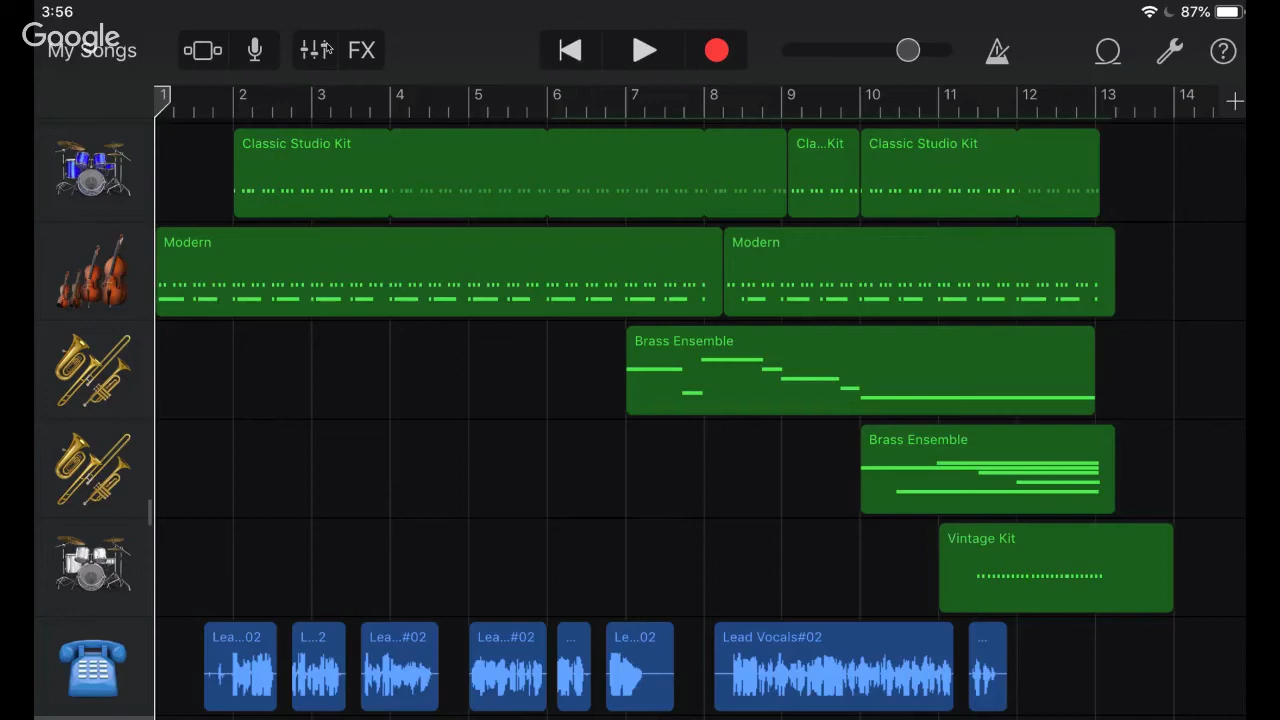 3:56
87%
Google
My Songs
FX
1 2 3 4 5 6 7 8 9 10 11 12 13 14
Classic Studio Kit
Cla...Kit
Classic Studio Kit
Modern
Modern
Brass Ensemble
Brass Ensemble
Vintage Kit
Lea...02
L...2
Lea...#02
Lea...#02
...
Le...02
Lead Vocals#02
...